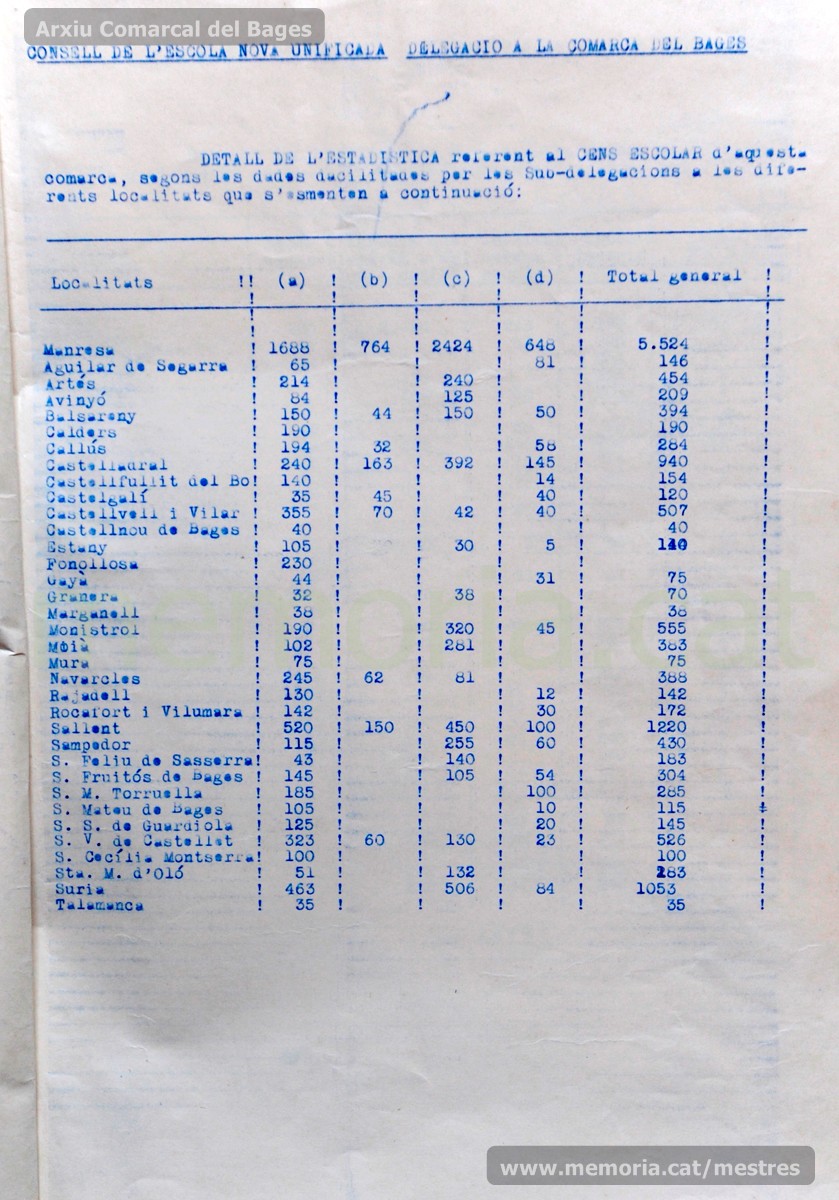 Arxiu Comarcal del Bages
CONSELL DE L'ESCOLA NOVA UNIFICADA DELEGACIO A LA COMARCA DEL BAGES
DETALL DE L'ESTADISTICA referent al CENS ESCOLAR d'aquesta
comarca, segons les dades dacilitades per les Sub-delegacions a les dife-
rents localitats que s'esmenten a continuació:
Localitats !! (a) ! (b) ! (c) ! (d) ! Total general !
Manresa ! 1688 ! 764 ! 2424 ! 648 ! 5.524 !
Aguilar de Segarra ! 65 ! ! ! 81 ! 146 !
Artés ! 214 ! ! 240 ! ! 454 !
Avinyó ! 84 ! ! 125 ! ! 209 !
Balsareny ! 150 ! 44 ! 150 ! 50 ! 394 !
Calders ! 190 ! ! ! ! 190 !
Callús ! 194 ! 32 ! ! 58 ! 284 !
Castelladral ! 240 ! 163 ! 392 ! 145 ! 940 !
Castellfullit del Bo! 140 ! ! ! 14 ! 154 !
Castelgalí ! 35 ! 45 ! ! 40 ! 120 !
Castellvell i Vilar ! 355 ! 70 ! 42 ! 40 ! 507 !
Castellnou de Bages ! 40 ! ! ! ! 40 !
Estany ! 105 ! ! 30 ! 5 ! 140 !
Fonollosa ! 230 ! ! ! ! !
Gayà ! 44 ! ! ! 31 ! 75 !
Granera ! 32 ! ! 38 ! ! 70 !
Marganell ! 38 ! ! ! ! 38 !
Monistrol ! 190 ! ! 320 ! 45 ! 555 !
Moià ! 102 ! ! 281 ! ! 383 !
Mura ! 75 ! ! ! ! 75 !
Navarcles ! 245 ! 62 ! 81 ! ! 388 !
Rajadell ! 130 ! ! ! 12 ! 142 !
Rocafort i Vilumara ! 142 ! ! ! 30 ! 172 !
Sallent ! 520 ! 150 ! 450 ! 100 ! 1220 !
Sampedor ! 115 ! ! 255 ! 60 ! 430 !
S. Feliu de Sasserra! 43 ! ! 140 ! ! 183 !
S. Fruitós de Bages ! 145 ! ! 105 ! 54 ! 304 !
S. M. Torruella ! 185 ! ! ! 100 ! 285 !
S. Mateu de Bages ! 105 ! ! ! 10 ! 115 !
S. S. de Guardiola ! 125 ! ! ! 20 ! 145 !
S. V. de Castellet ! 323 ! 60 ! 130 ! 23 ! 526 !
S. Cecília Montserra! 100 ! ! ! ! 100 !
Sta. M. d'Oló ! 51 ! ! 132 ! ! 183 !
Suria ! 463 ! ! 506 ! 84 ! 1053 !
Talamanca ! 35 ! ! ! ! 35 !
memoria.cat
www.memoria.cat/mestres